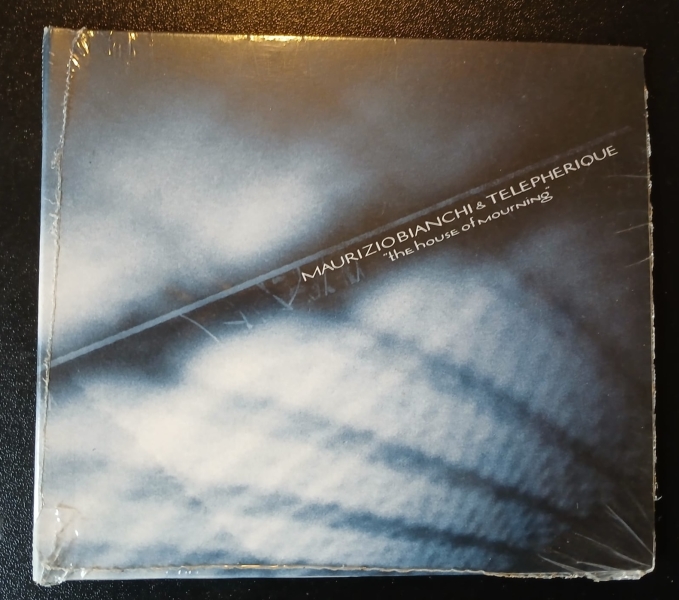 MAURIZIO BIANCHI & TELEPHERIQUE
"the house of mourning"